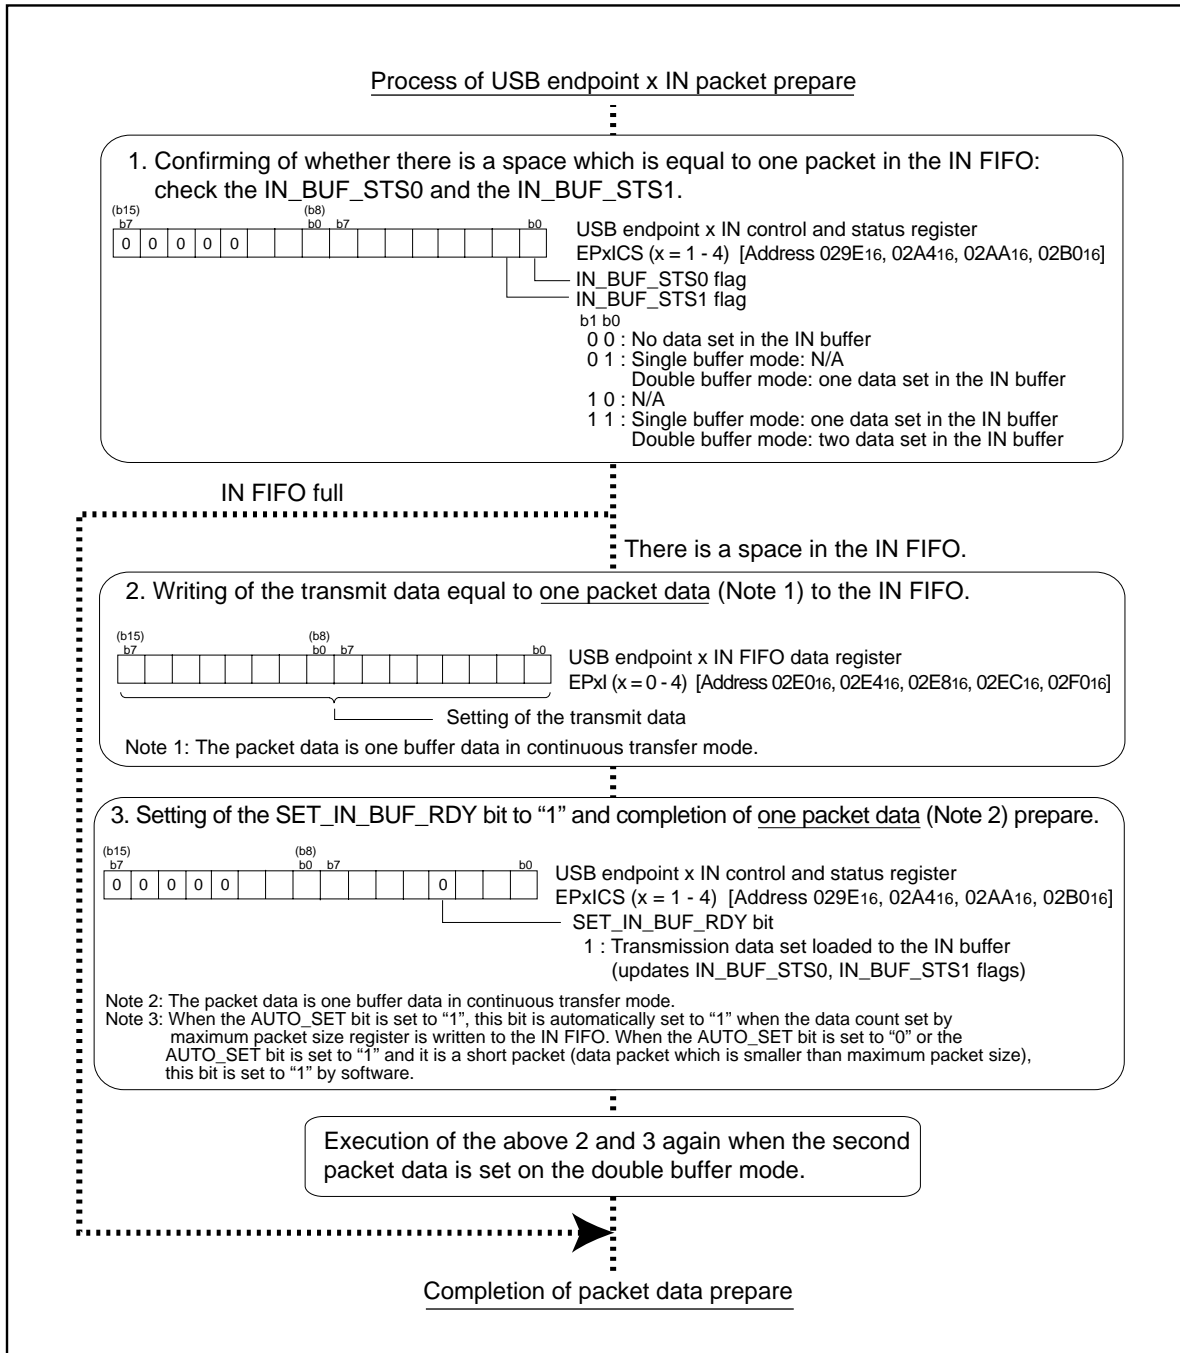 Process of USB endpoint x IN packet prepare
1. Confirming of whether there is a space which is equal to one packet in the IN FIFO:
check the IN_BUF_STS0 and the IN_BUF_STS1.
(b15) (b8)
b7 b0 b7 b0
0 0 0 0 0
USB endpoint x IN control and status register
EPxICS (x = 1 - 4) [Address 029E16, 02A416, 02AA16, 02B016]
IN_BUF_STS0 flag
IN_BUF_STS1 flag
b1 b0
0 0 : No data set in the IN buffer
0 1 : Single buffer mode: N/A
Double buffer mode: one data set in the IN buffer
1 0 : N/A
1 1 : Single buffer mode: one data set in the IN buffer
Double buffer mode: two data set in the IN buffer
IN FIFO full
There is a space in the IN FIFO.
2. Writing of the transmit data equal to one packet data (Note 1) to the IN FIFO.
(b15) (b8)
b7 b0 b7 b0
USB endpoint x IN FIFO data register
EPxI (x = 0 - 4) [Address 02E016, 02E416, 02E816, 02EC16, 02F016]
Setting of the transmit data
Note 1: The packet data is one buffer data in continuous transfer mode.
3. Setting of the SET_IN_BUF_RDY bit to “1” and completion of one packet data (Note 2) prepare.
(b15) (b8)
b7 b0 b7 b0
0 0 0 0 0 0
USB endpoint x IN control and status register
EPxICS (x = 1 - 4) [Address 029E16, 02A416, 02AA16, 02B016]
SET_IN_BUF_RDY bit
1 : Transmission data set loaded to the IN buffer
(updates IN_BUF_STS0, IN_BUF_STS1 flags)
Note 2: The packet data is one buffer data in continuous transfer mode.
Note 3: When the AUTO_SET bit is set to “1”, this bit is automatically set to “1” when the data count set by
maximum packet size register is written to the IN FIFO. When the AUTO_SET bit is set to “0” or the
AUTO_SET bit is set to “1” and it is a short packet (data packet which is smaller than maximum packet size),
this bit is set to “1” by software.
Execution of the above 2 and 3 again when the second
packet data is set on the double buffer mode.
Completion of packet data prepare